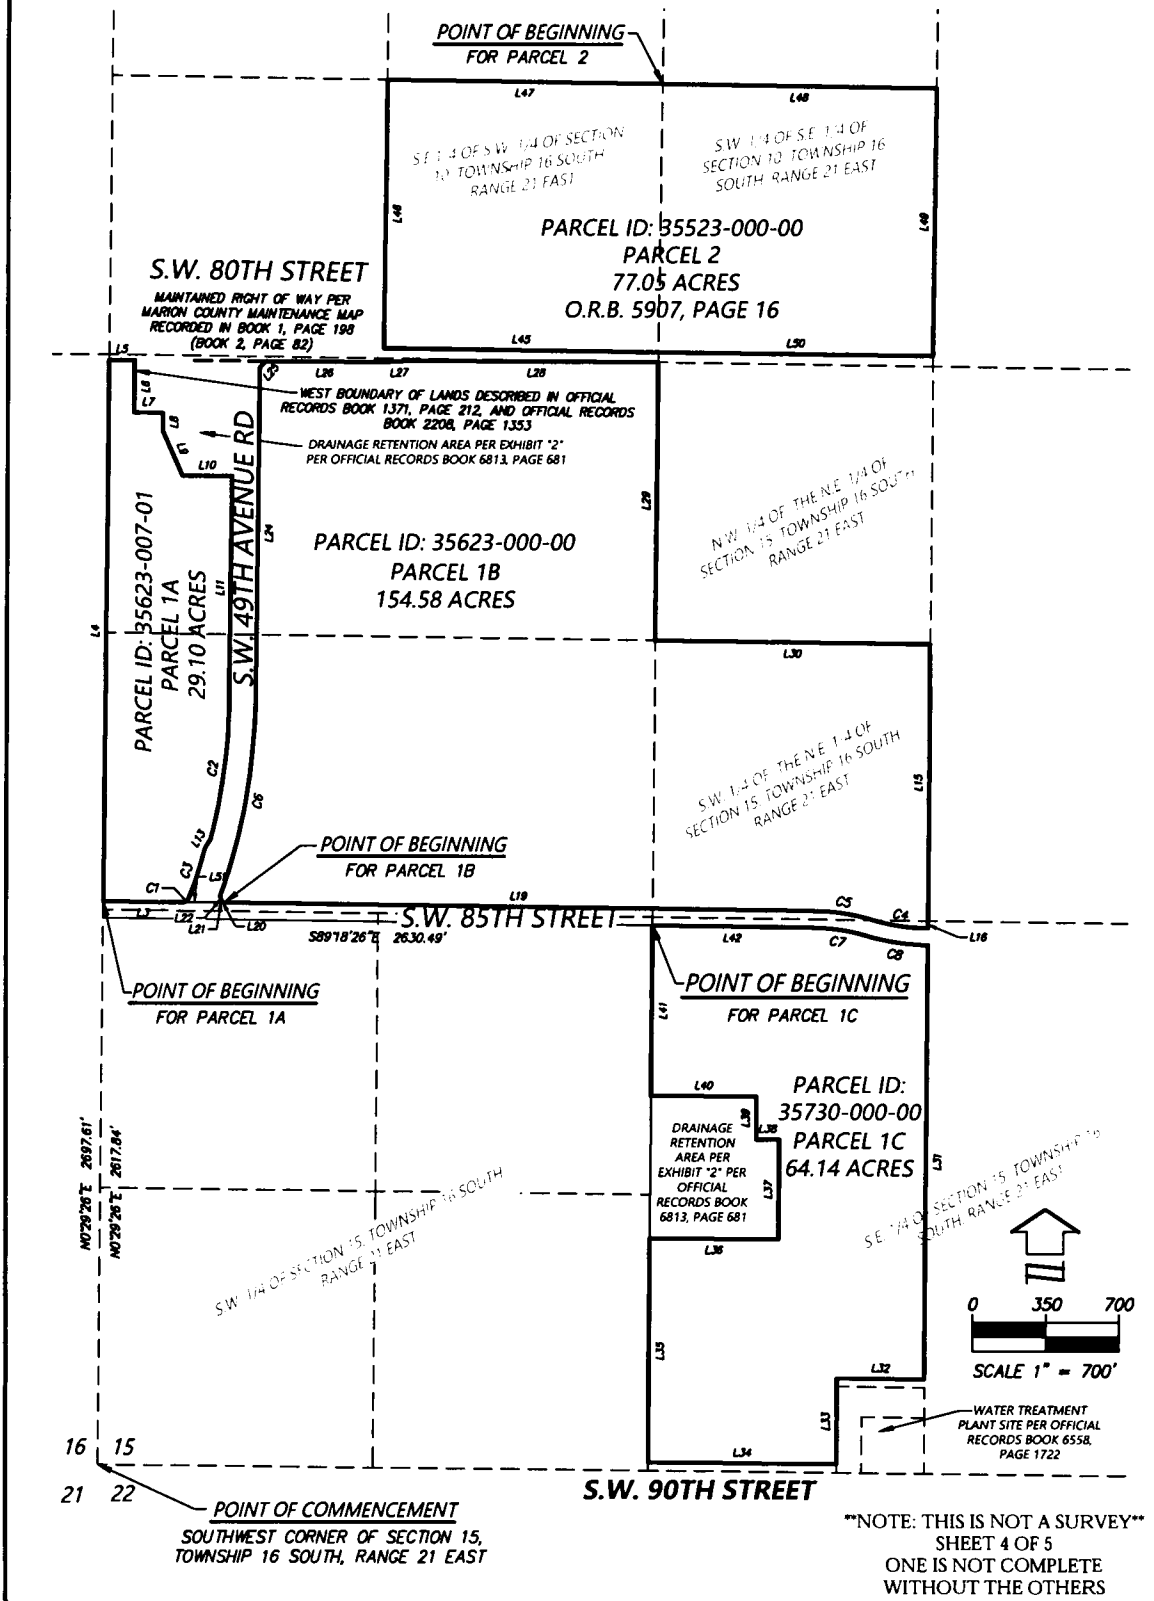 POINT OF BEGINNING
FOR PARCEL 2
L47
L48
S.E. 1/4 OF S.W. 1/4 OF SECTION
10, TOWNSHIP 16 SOUTH
RANGE 21 EAST
S.W. 1/4 OF S.E. 1/4 OF
SECTION 10, TOWNSHIP 16
SOUTH, RANGE 21 EAST
L46
L49
PARCEL ID: 35523-000-00
PARCEL 2
77.05 ACRES
O.R.B. 5907, PAGE 16
S.W. 80TH STREET
MAINTAINED RIGHT OF WAY PER
MARION COUNTY MAINTENANCE MAP
RECORDED IN BOOK 1, PAGE 198
(BOOK 2, PAGE 82)
L45
L50
L5
L26
L27
L28
L6
L7
L8
L9
L10
WEST BOUNDARY OF LANDS DESCRIBED IN OFFICIAL
RECORDS BOOK 1371, PAGE 212, AND OFFICIAL RECORDS
BOOK 2208, PAGE 1353
DRAINAGE RETENTION AREA PER EXHIBIT "2"
PER OFFICIAL RECORDS BOOK 6813, PAGE 681
S.W. 49TH AVENUE RD
L24
L29
L11
L4
PARCEL ID: 35623-007-01
PARCEL 1A
29.10 ACRES
PARCEL ID: 35623-000-00
PARCEL 1B
154.58 ACRES
N.W. 1/4 OF THE N.E. 1/4 OF
SECTION 15, TOWNSHIP 16 SOUTH
RANGE 21 EAST
L30
S.W. 1/4 OF THE N.E. 1/4 OF
SECTION 15, TOWNSHIP 16 SOUTH
RANGE 21 EAST
L15
C2
C6
L13
C3
L51
C1
POINT OF BEGINNING
FOR PARCEL 1B
L19
C5
C4
L3
L22
L21
L20
S.W. 85TH STREET
S89°18'26"E 2630.49'
L42
C7
C8
L16
POINT OF BEGINNING
FOR PARCEL 1A
POINT OF BEGINNING
FOR PARCEL 1C
L41
L40
L39
L38
L37
L36
DRAINAGE
RETENTION
AREA PER
EXHIBIT "2" PER
OFFICIAL
RECORDS BOOK
6813, PAGE 681
PARCEL ID:
35730-000-00
PARCEL 1C
64.14 ACRES
L31
N0°29'26"E 2697.61'
N0°29'26"E 2617.84'
S.W. 1/4 OF SECTION 15, TOWNSHIP 16 SOUTH
RANGE 21 EAST
S.E. 1/4 OF SECTION 15, TOWNSHIP 16
SOUTH, RANGE 21 EAST
0 350 700
SCALE 1" = 700'
L35
L32
L33
L34
WATER TREATMENT
PLANT SITE PER OFFICIAL
RECORDS BOOK 6558,
PAGE 1722
16 15
21 22
S.W. 90TH STREET
POINT OF COMMENCEMENT
SOUTHWEST CORNER OF SECTION 15,
TOWNSHIP 16 SOUTH, RANGE 21 EAST
**NOTE: THIS IS NOT A SURVEY**
SHEET 4 OF 5
ONE IS NOT COMPLETE
WITHOUT THE OTHERS